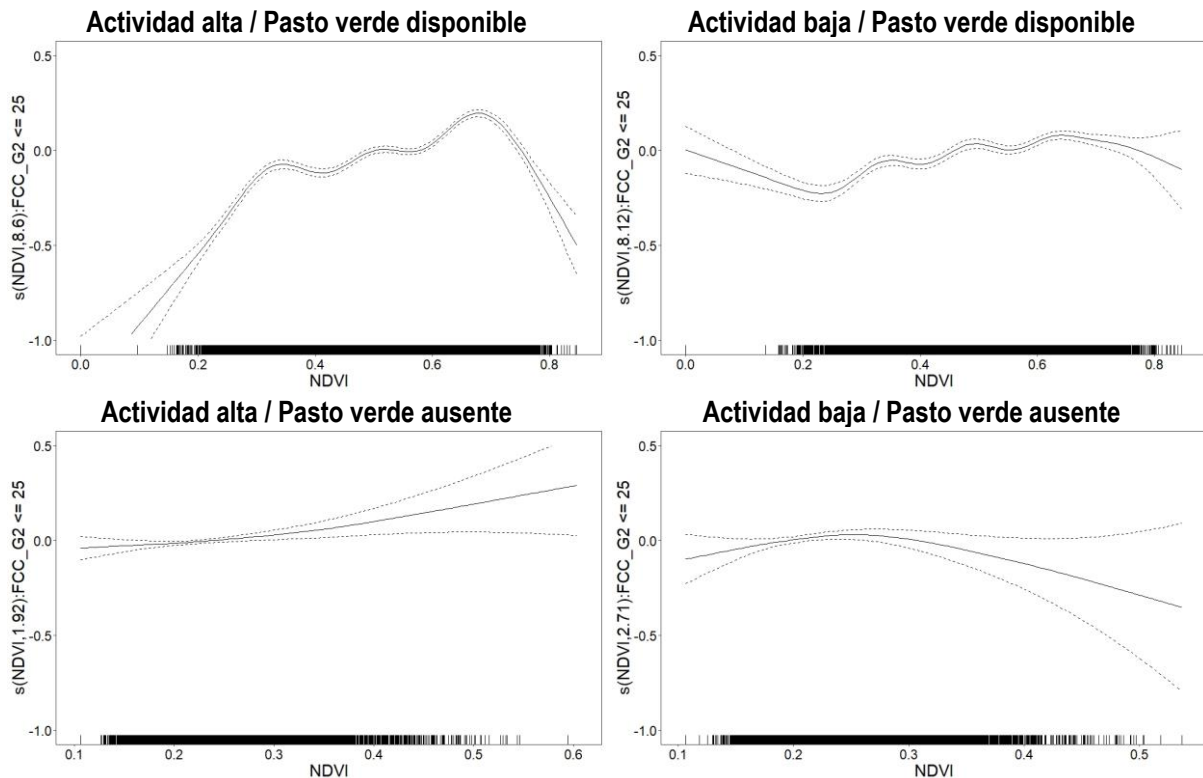 Actividad alta / Pasto verde disponible
0.5
0.0
-0.5
-1.0
s(NDVI,8.6):FCC_G2 <= 25
0.0 0.2 0.4 0.6 0.8
NDVI
Actividad baja / Pasto verde disponible
0.5
0.0
-0.5
-1.0
s(NDVI,8.12):FCC_G2 <= 25
0.0 0.2 0.4 0.6 0.8
NDVI
Actividad alta / Pasto verde ausente
0.5
0.0
-0.5
-1.0
s(NDVI,1.92):FCC_G2 <= 25
0.1 0.2 0.3 0.4 0.5 0.6
NDVI
Actividad baja / Pasto verde ausente
0.5
0.0
-0.5
-1.0
s(NDVI,2.71):FCC_G2 <= 25
0.1 0.2 0.3 0.4 0.5
NDVI